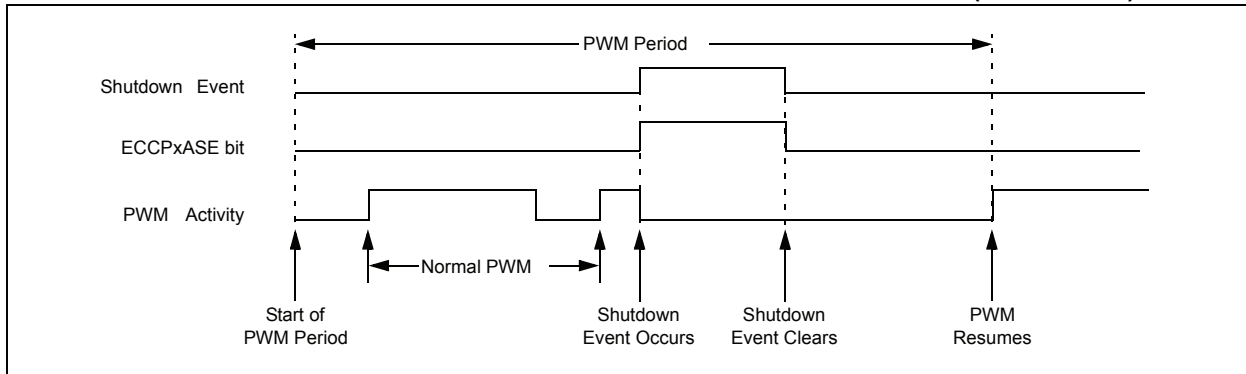 PWM Period
Shutdown Event
ECCPxASE bit
PWM Activity
Normal PWM
Start of
PWM Period
Shutdown
Event Occurs
Shutdown
Event Clears
PWM
Resumes